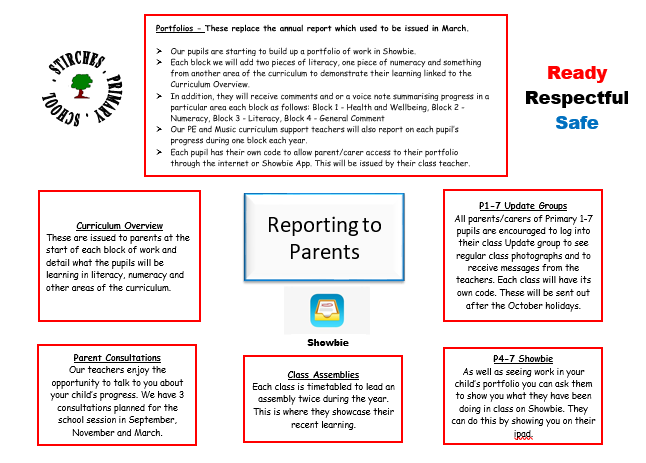 STIRCHES PRIMARY SCHOOL
Portfolios – These replace the annual report which used to be issued in March.
➤ Our pupils are starting to build up a portfolio of work in Showbie.
➤ Each block we will add two pieces of literacy, one piece of numeracy and something
from another area of the curriculum to demonstrate their learning linked to the
Curriculum Overview.
➤ In addition, they will receive comments and or a voice note summarising progress in a
particular area each block as follows: Block 1 – Health and Wellbeing, Block 2 –
Numeracy, Block 3 – Literacy, Block 4 – General Comment
➤ Our PE and Music curriculum support teachers will also report on each pupil's
progress during one block each year.
➤ Each pupil has their own code to allow parent/carer access to their portfolio
through the internet or Showbie App. This will be issued by their class teacher.
Ready
Respectful
Safe
Curriculum Overview
These are issued to parents at the
start of each block of work and
detail what the pupils will be
learning in literacy, numeracy and
other areas of the curriculum.
Reporting to
Parents
Showbie
P1-7 Update Groups
All parents/carers of Primary 1-7
pupils are encouraged to log into
their class Update group to see
regular class photographs and to
receive messages from the
teachers. Each class will have its
own code. These will be sent out
after the October holidays.
Parent Consultations
Our teachers enjoy the
opportunity to talk to you about
your child's progress. We have 3
consultations planned for the
school session in September,
November and March.
Class Assemblies
Each class is timetabled to lead an
assembly twice during the year.
This is where they showcase their
recent learning.
P4-7 Showbie
As well as seeing work in your
child's portfolio you can ask them
to show you what they have been
doing in class on Showbie. They
can do this by showing you on their
ipad.